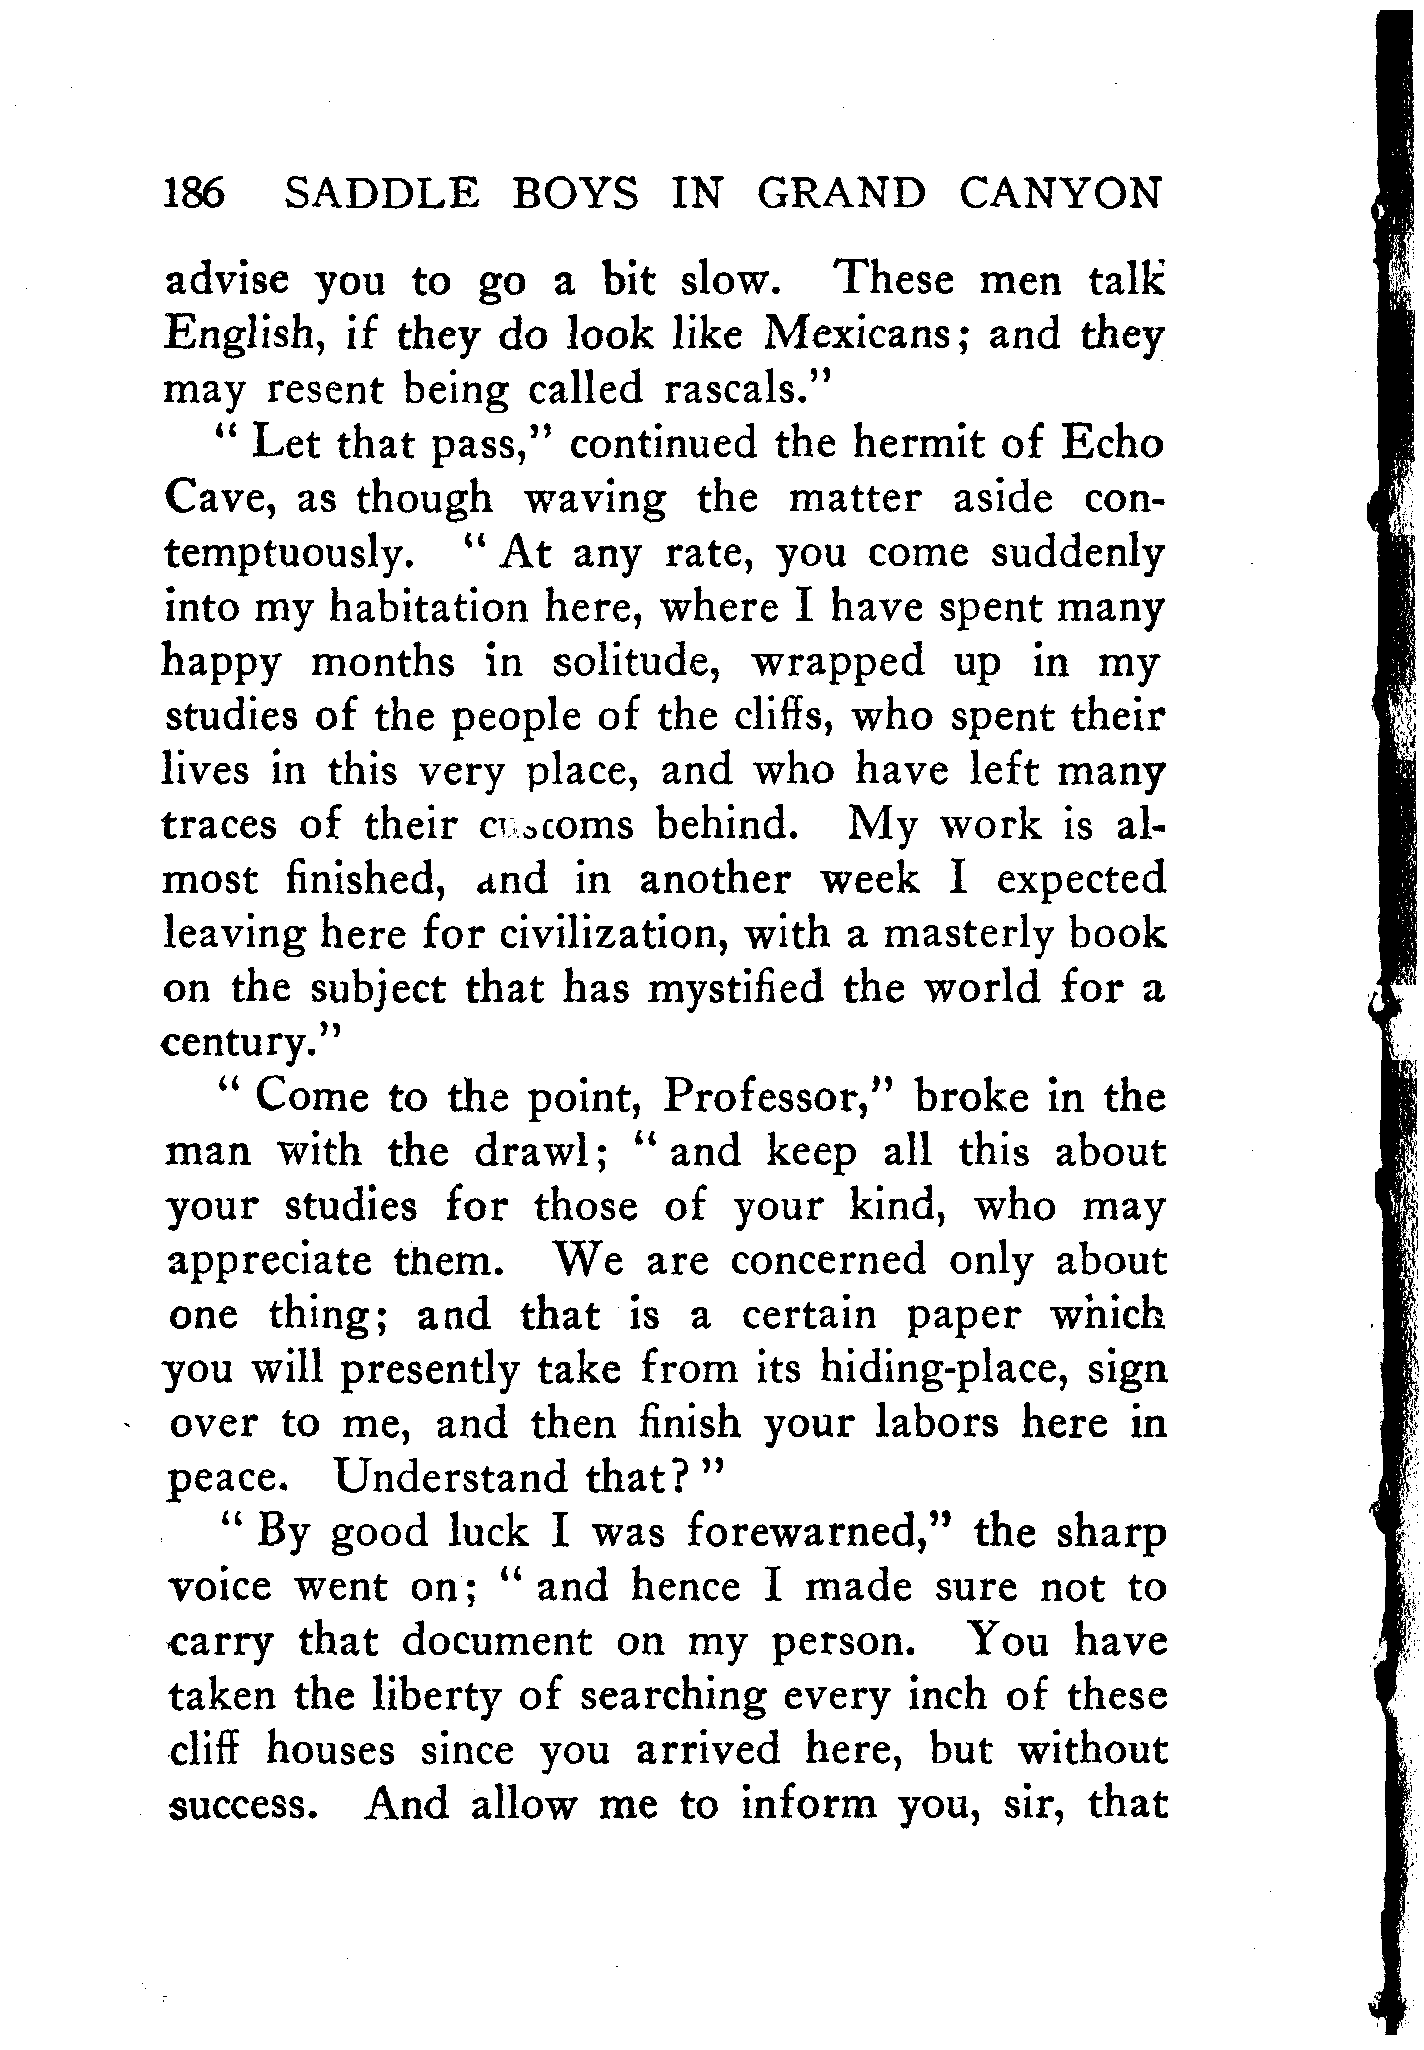 186 SADDLE BOYS IN GRAND CANYON
advise you to go a bit slow. These men talk
English, if they do look like Mexicans; and they
may resent being called rascals."
" Let that pass," continued the hermit of Echo
Cave, as though waving the matter aside con-
temptuously. " At any rate, you come suddenly
into my habitation here, where I have spent many
happy months in solitude, wrapped up in my
studies of the people of the cliffs, who spent their
lives in this very place, and who have left many
traces of their customs behind. My work is al-
most finished, and in another week I expected
leaving here for civilization, with a masterly book
on the subject that has mystified the world for a
century."
" Come to the point, Professor," broke in the
man with the drawl; " and keep all this about
your studies for those of your kind, who may
appreciate them. We are concerned only about
one thing; and that is a certain paper which
you will presently take from its hiding-place, sign
over to me, and then finish your labors here in
peace. Understand that? "
" By good luck I was forewarned," the sharp
voice went on; " and hence I made sure not to
carry that document on my person. You have
taken the liberty of searching every inch of these
cliff houses since you arrived here, but without
success. And allow me to inform you, sir, that